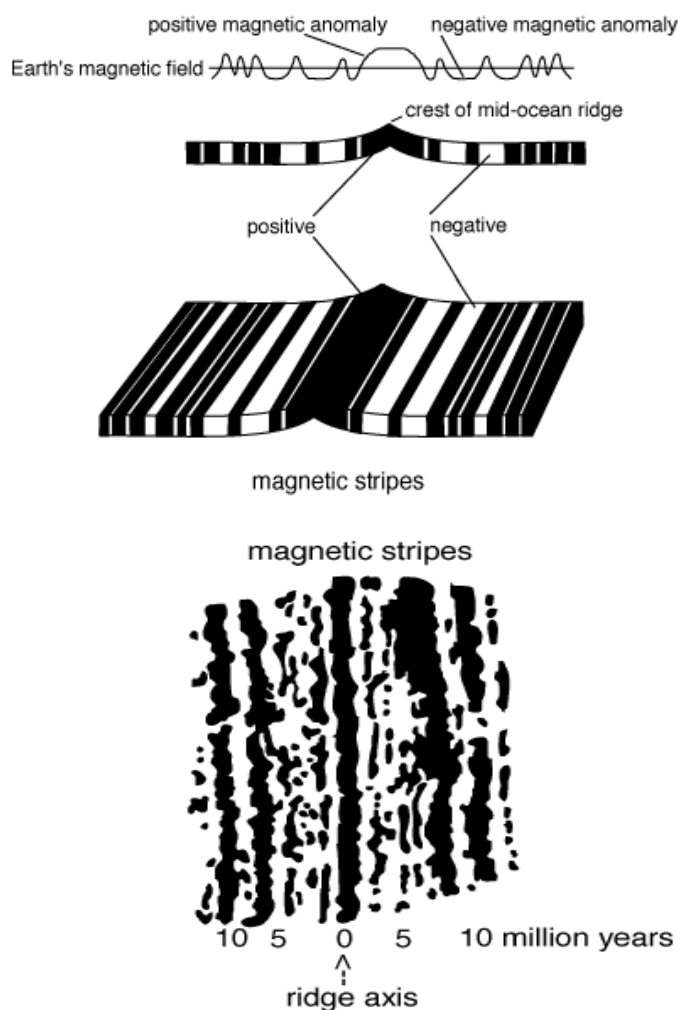 positive magnetic anomaly
negative magnetic anomaly
Earth's magnetic field
crest of mid-ocean ridge
positive
negative
magnetic stripes
magnetic stripes
10 5 0 5 10 million years
ridge axis